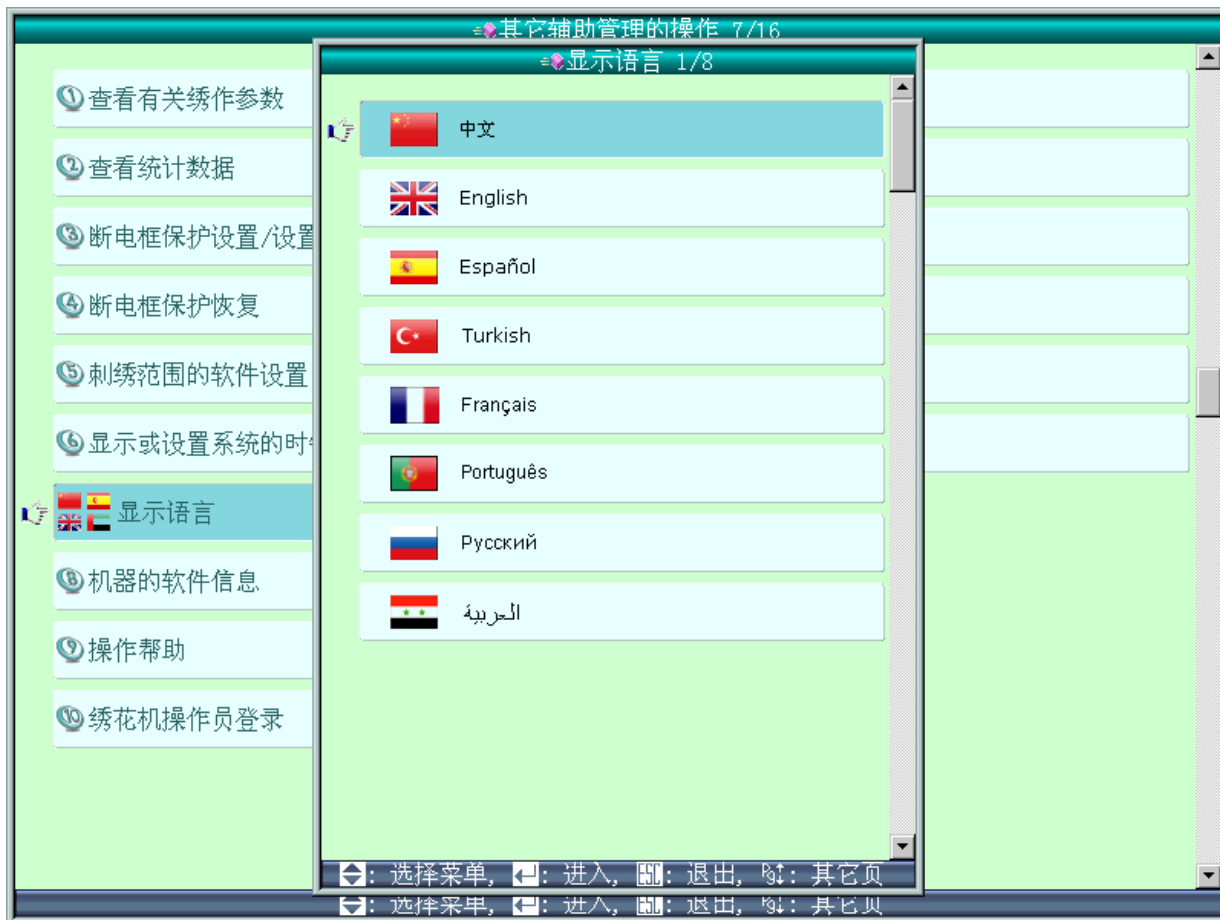 其它辅助管理的操作 7/16
显示语言 1/8
① 查看有关绣作参数
② 查看统计数据
③ 断电框保护设置/设置
④ 断电框保护恢复
⑤ 刺绣范围的软件设置
⑥ 显示或设置系统的时
显示语言
⑧ 机器的软件信息
⑨ 操作帮助
⑩ 绣花机操作员登录
中文
English
Español
Turkish
Français
Português
Русский
العربية
: 选择菜单, : 进入, ESC: 退出, Pg: 其它页
: 选择菜单, : 进入, ESC: 退出, Pg: 其它页